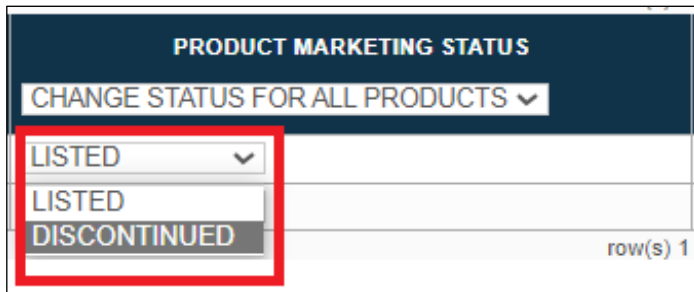 PRODUCT MARKETING STATUS
CHANGE STATUS FOR ALL PRODUCTS
LISTED
LISTED
DISCONTINUED
row(s) 1